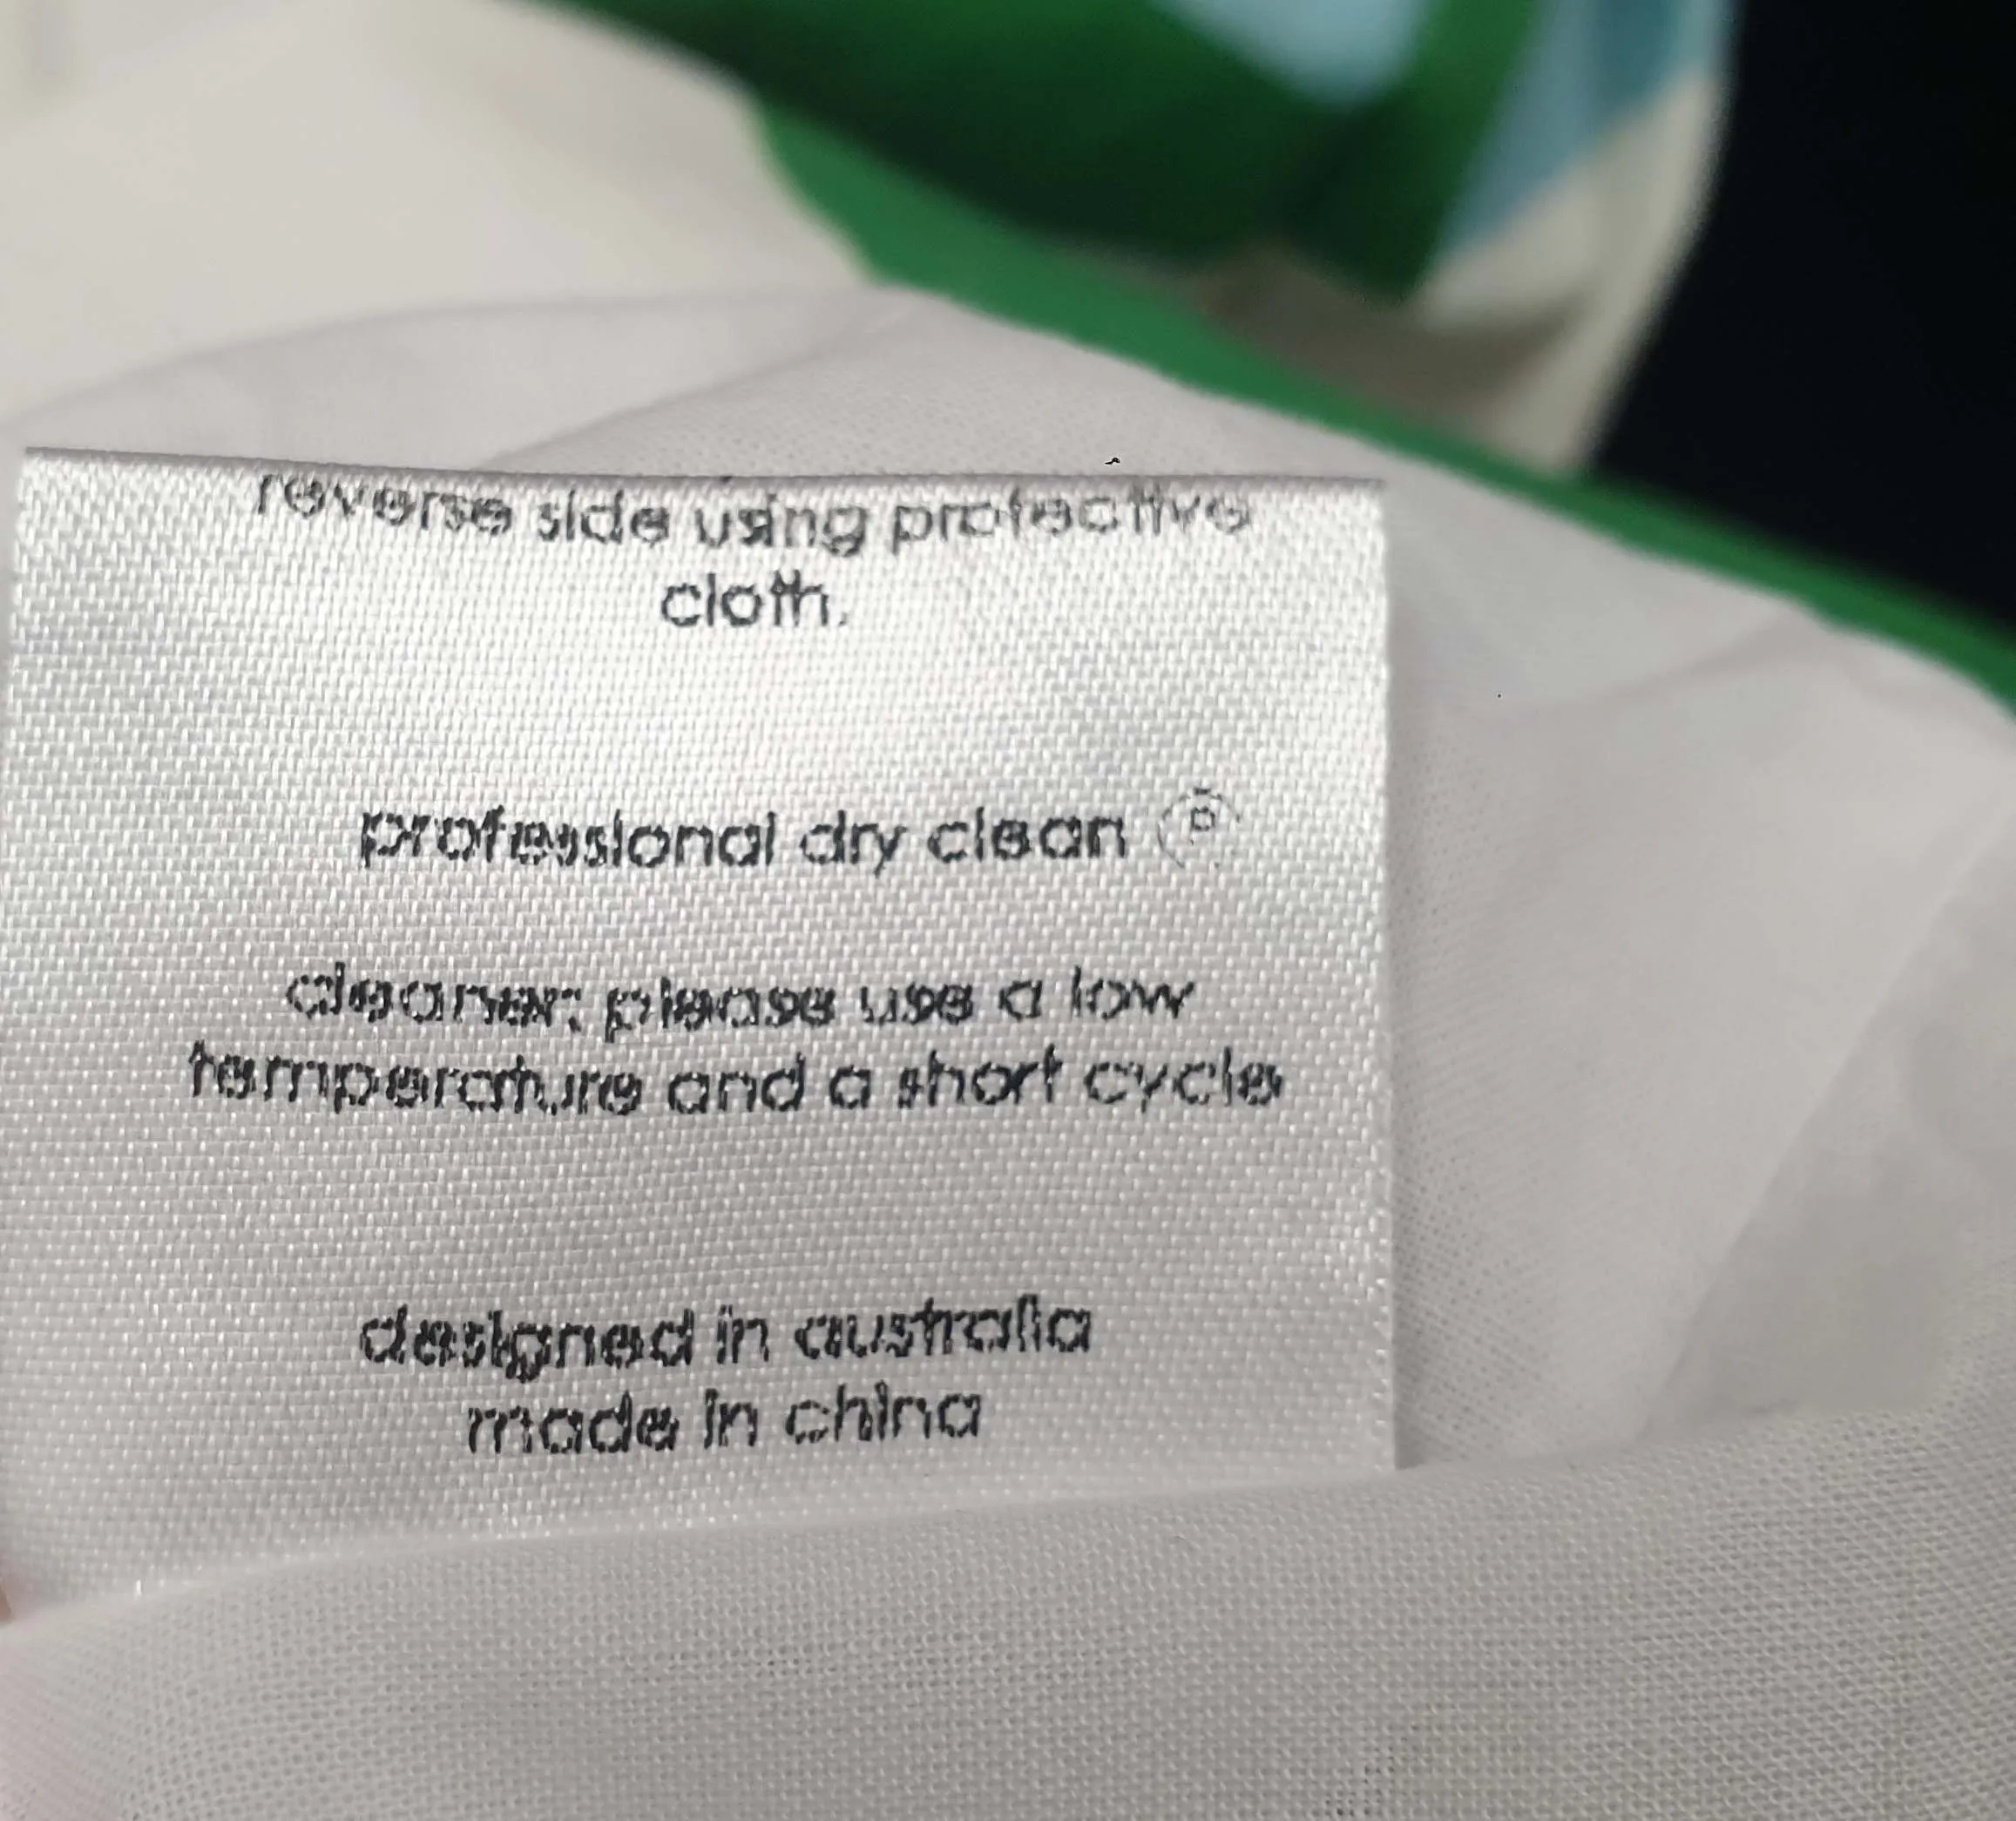 reverse side using protective
cloth.
professional dry clean Ⓟ
cleaner: please use a low
temperature and a short cycle
designed in australia
made in china